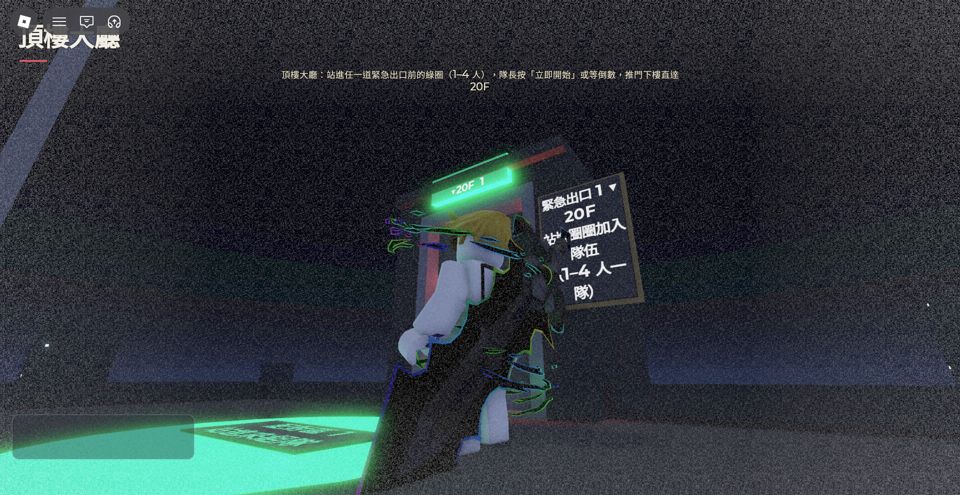 頂樓大廳
頂樓大廳：站進任一道緊急出口前的綠圈（1–4 人），隊長按「立即開始」或等倒數，推門下樓直達
20F
▼20F 1
緊急出口 1 ▼
20F
圈圈加入
隊伍
1–4 人一
隊)